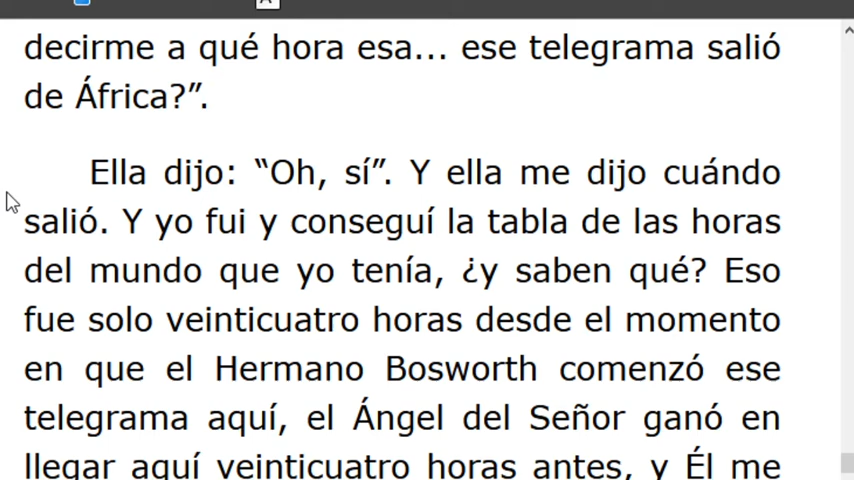 decirme a qué hora esa... ese telegrama salió
de África?”.
Ella dijo: “Oh, sí”. Y ella me dijo cuándo
salió. Y yo fui y conseguí la tabla de las horas
del mundo que yo tenía, ¿y saben qué? Eso
fue solo veinticuatro horas desde el momento
en que el Hermano Bosworth comenzó ese
telegrama aquí, el Ángel del Señor ganó en
llegar aquí veinticuatro horas antes, y Él me